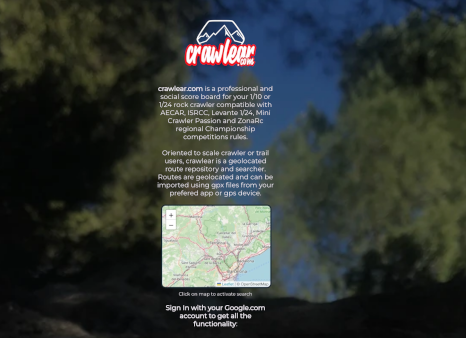 crawlear
.com
crawlear.com is a professional and
social score board for your 1/10 or
1/24 rock crawler compatible with
AECAR, ISRCC, Levante 1/24, Mini
Crawler Passion and ZonaRc
regional Championship
competitions rules.
Oriented to scale crawler or trail
users, crawlear is a geolocated
route repository and searcher.
Routes are geolocated and can be
imported using gpx files from your
prefered app or gps device.
+
−
Leaflet | © OpenStreetMap
Click on map to activate search
Sign In with your Google.com
account to get all the
functionality: